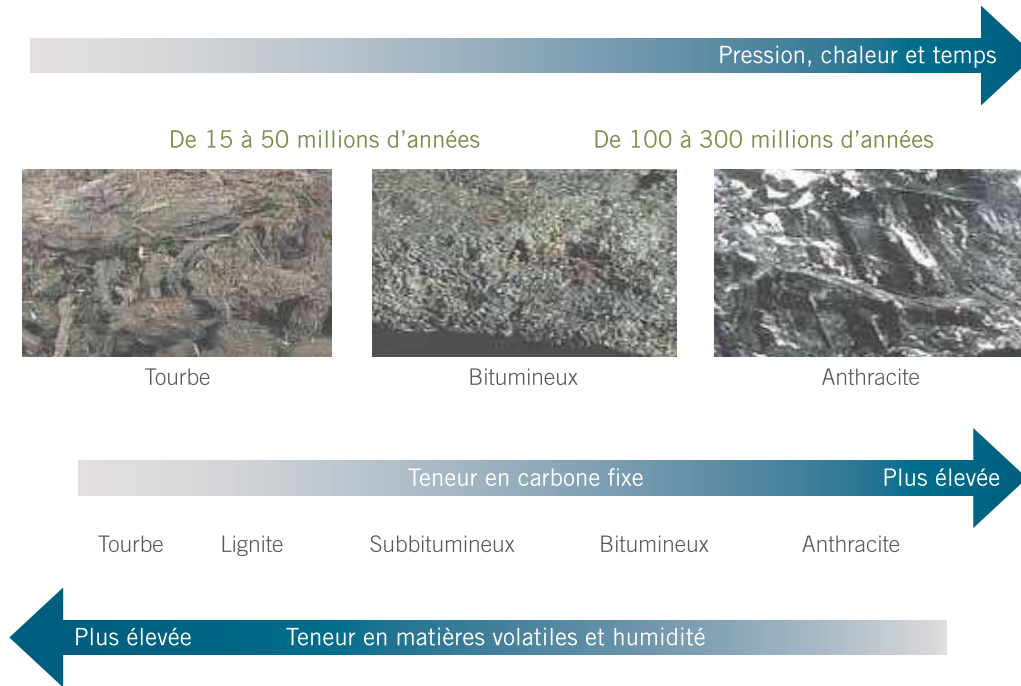 Pression, chaleur et temps
De 15 à 50 millions d’années
De 100 à 300 millions d’années
Tourbe
Bitumineux
Anthracite
Teneur en carbone fixe
Plus élevée
Tourbe
Lignite
Subbitumineux
Bitumineux
Anthracite
Plus élevée
Teneur en matières volatiles et humidité